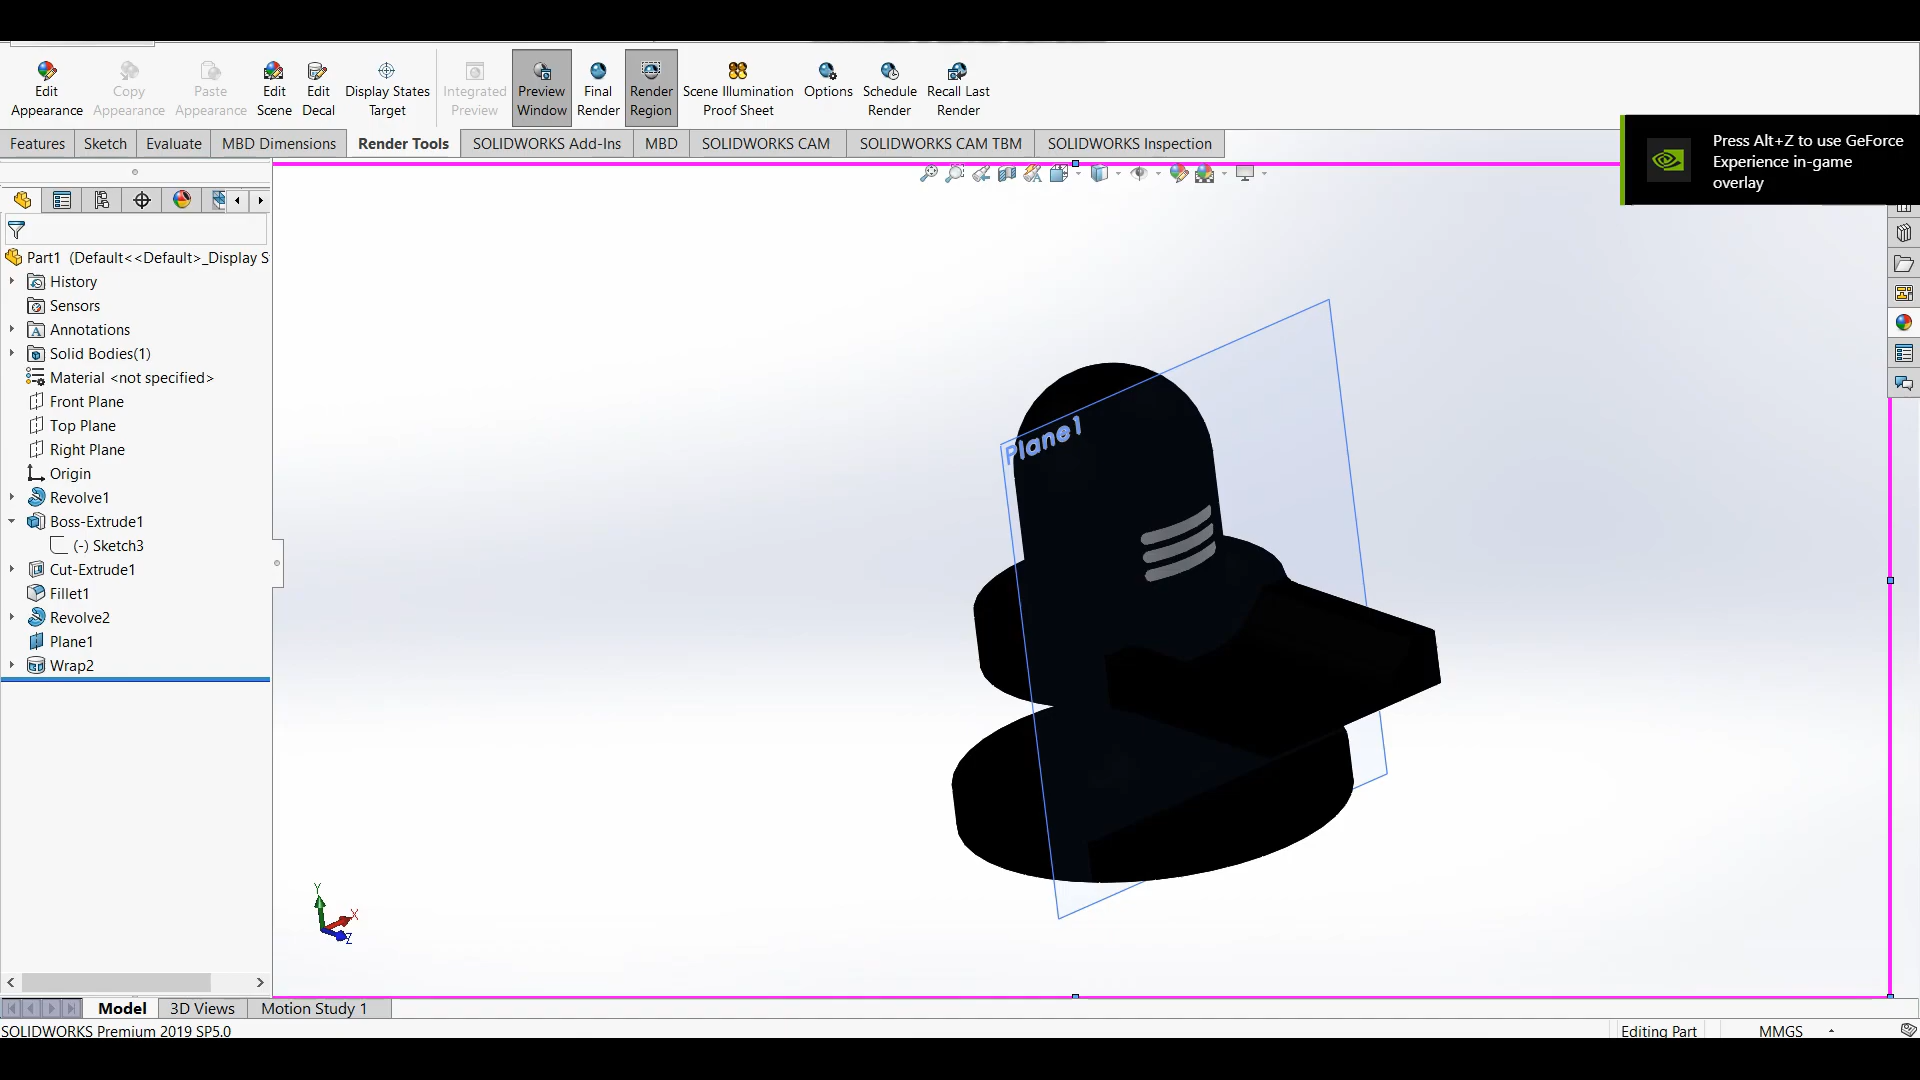 Edit Appearance
Copy Appearance
Paste Appearance
Edit Scene
Edit Decal
Display States Target
Integrated Preview
Preview Window
Final Render
Render Region
Scene Illumination Proof Sheet
Options
Schedule Render
Recall Last Render
Features
Sketch
Evaluate
MBD Dimensions
Render Tools
SOLIDWORKS Add-Ins
MBD
SOLIDWORKS CAM
SOLIDWORKS CAM TBM
SOLIDWORKS Inspection
Press Alt+Z to use GeForce
Experience in-game
overlay
Part1 (Default<<Default>_Display S
History
Sensors
Annotations
Solid Bodies(1)
Material <not specified>
Front Plane
Top Plane
Right Plane
Origin
Revolve1
Boss-Extrude1
(-) Sketch3
Cut-Extrude1
Fillet1
Revolve2
Plane1
Wrap2
Plane1
Y
X
Z
Model
3D Views
Motion Study 1
SOLIDWORKS Premium 2019 SP5.0
Editing Part
MMGS